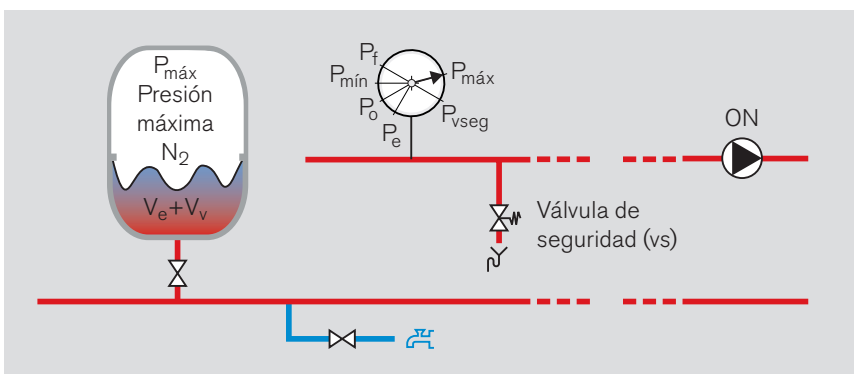 Pmáx
Presión
máxima
N2
Ve+Vv
Pf
Pmín
Po
Pe
Pmáx
Pvseg
ON
Válvula de
seguridad (vs)